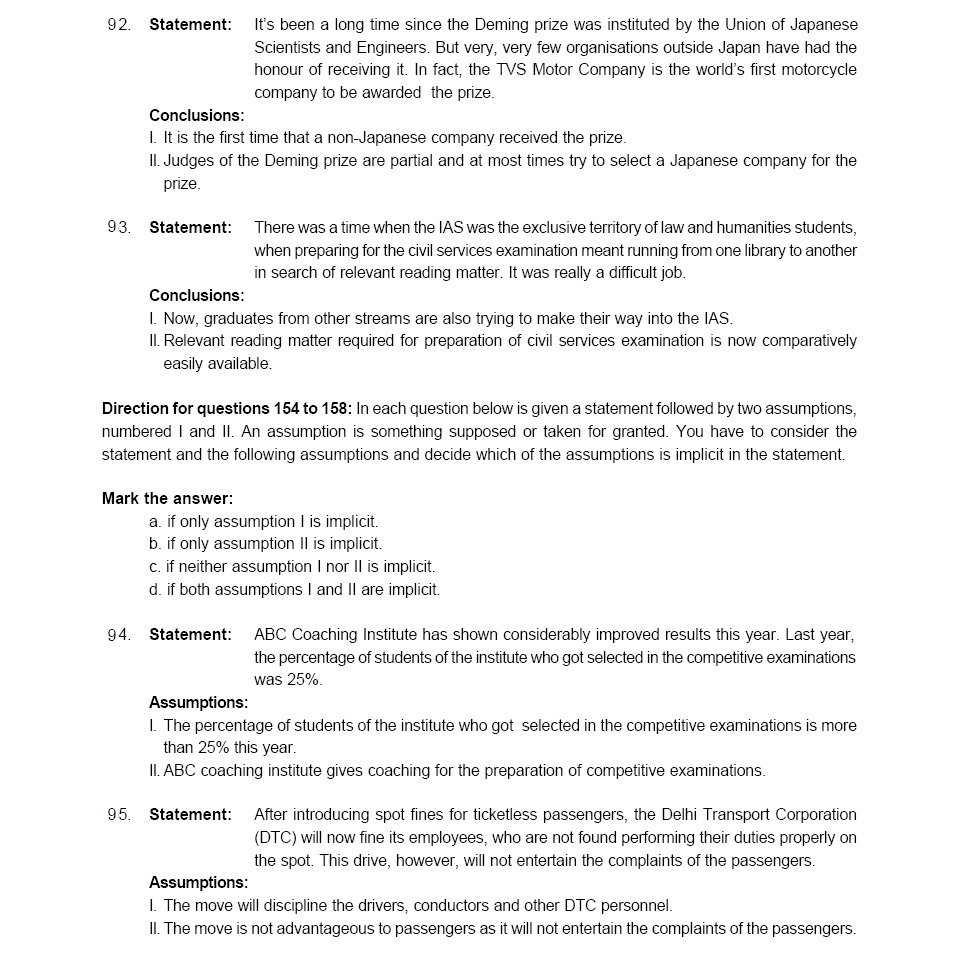 92. Statement: It's been a long time since the Deming prize was instituted by the Union of Japanese
Scientists and Engineers. But very, very few organisations outside Japan have had the
honour of receiving it. In fact, the TVS Motor Company is the world's first motorcycle
company to be awarded the prize.
Conclusions:
I. It is the first time that a non-Japanese company received the prize.
II. Judges of the Deming prize are partial and at most times try to select a Japanese company for the
prize.
93. Statement: There was a time when the IAS was the exclusive territory of law and humanities students,
when preparing for the civil services examination meant running from one library to another
in search of relevant reading matter. It was really a difficult job.
Conclusions:
I. Now, graduates from other streams are also trying to make their way into the IAS.
II. Relevant reading matter required for preparation of civil services examination is now comparatively
easily available.
Direction for questions 154 to 158: In each question below is given a statement followed by two assumptions,
numbered I and II. An assumption is something supposed or taken for granted. You have to consider the
statement and the following assumptions and decide which of the assumptions is implicit in the statement.
Mark the answer:
a. if only assumption I is implicit.
b. if only assumption II is implicit.
c. if neither assumption I nor II is implicit.
d. if both assumptions I and II are implicit.
94. Statement: ABC Coaching Institute has shown considerably improved results this year. Last year,
the percentage of students of the institute who got selected in the competitive examinations
was 25%.
Assumptions:
I. The percentage of students of the institute who got selected in the competitive examinations is more
than 25% this year.
II. ABC coaching institute gives coaching for the preparation of competitive examinations.
95. Statement: After introducing spot fines for ticketless passengers, the Delhi Transport Corporation
(DTC) will now fine its employees, who are not found performing their duties properly on
the spot. This drive, however, will not entertain the complaints of the passengers.
Assumptions:
I. The move will discipline the drivers, conductors and other DTC personnel.
II. The move is not advantageous to passengers as it will not entertain the complaints of the passengers.